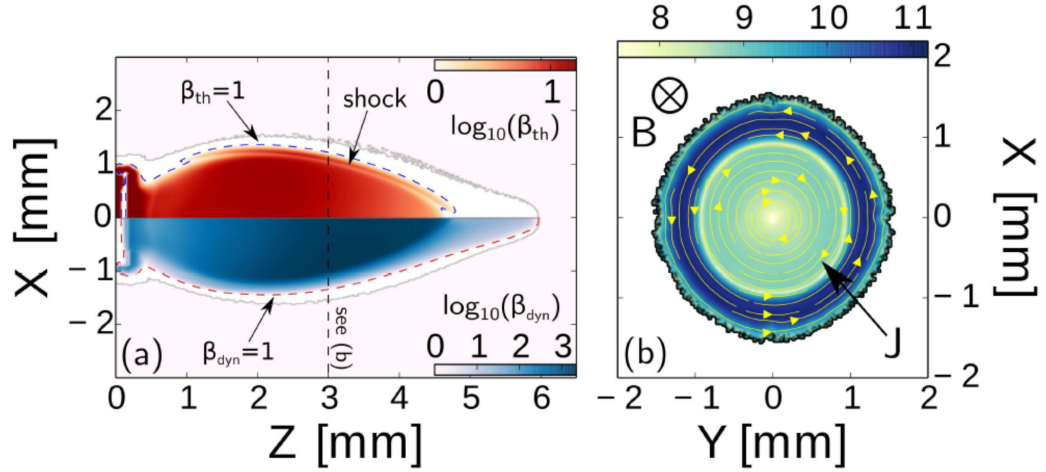 2
1
0
−1
−2
X [mm]
β_th=1
shock
0 1
log₁₀(β_th)
log₁₀(β_dyn)
0 1 2 3
β_dyn=1
see (b)
(a)
0 1 2 3 4 5 6
Z [mm]
8 9 10 11
B
J
(b)
2
1
0
−1
−2
X [mm]
−2 −1 0 1 2
Y [mm]